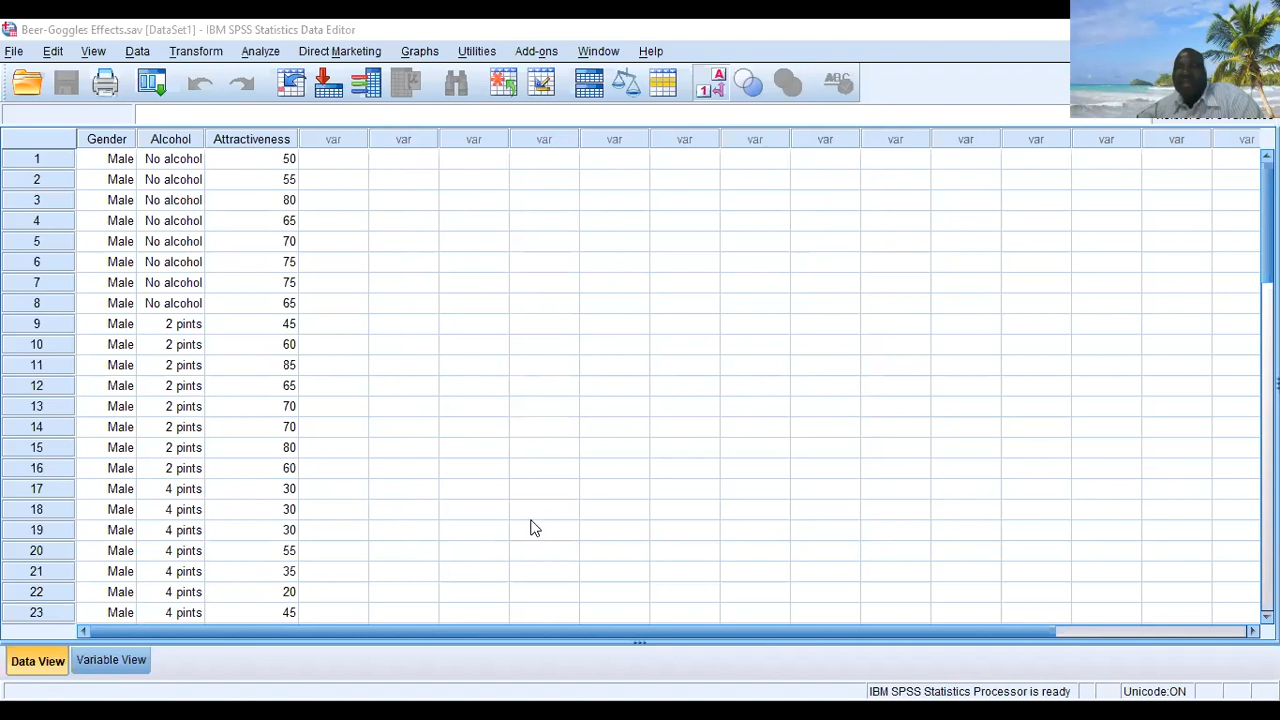 Beer-Goggles Effects.sav [DataSet1] - IBM SPSS Statistics Data Editor
File Edit View Data Transform Analyze Direct Marketing Graphs Utilities Add-ons Window Help
A
1
ABC
Gender Alcohol Attractiveness var var var var var var var var var var var var var var
1 Male No alcohol 50
2 Male No alcohol 55
3 Male No alcohol 80
4 Male No alcohol 65
5 Male No alcohol 70
6 Male No alcohol 75
7 Male No alcohol 75
8 Male No alcohol 65
9 Male 2 pints 45
10 Male 2 pints 60
11 Male 2 pints 85
12 Male 2 pints 65
13 Male 2 pints 70
14 Male 2 pints 70
15 Male 2 pints 80
16 Male 2 pints 60
17 Male 4 pints 30
18 Male 4 pints 30
19 Male 4 pints 30
20 Male 4 pints 55
21 Male 4 pints 35
22 Male 4 pints 20
23 Male 4 pints 45
Data View Variable View
IBM SPSS Statistics Processor is ready Unicode:ON